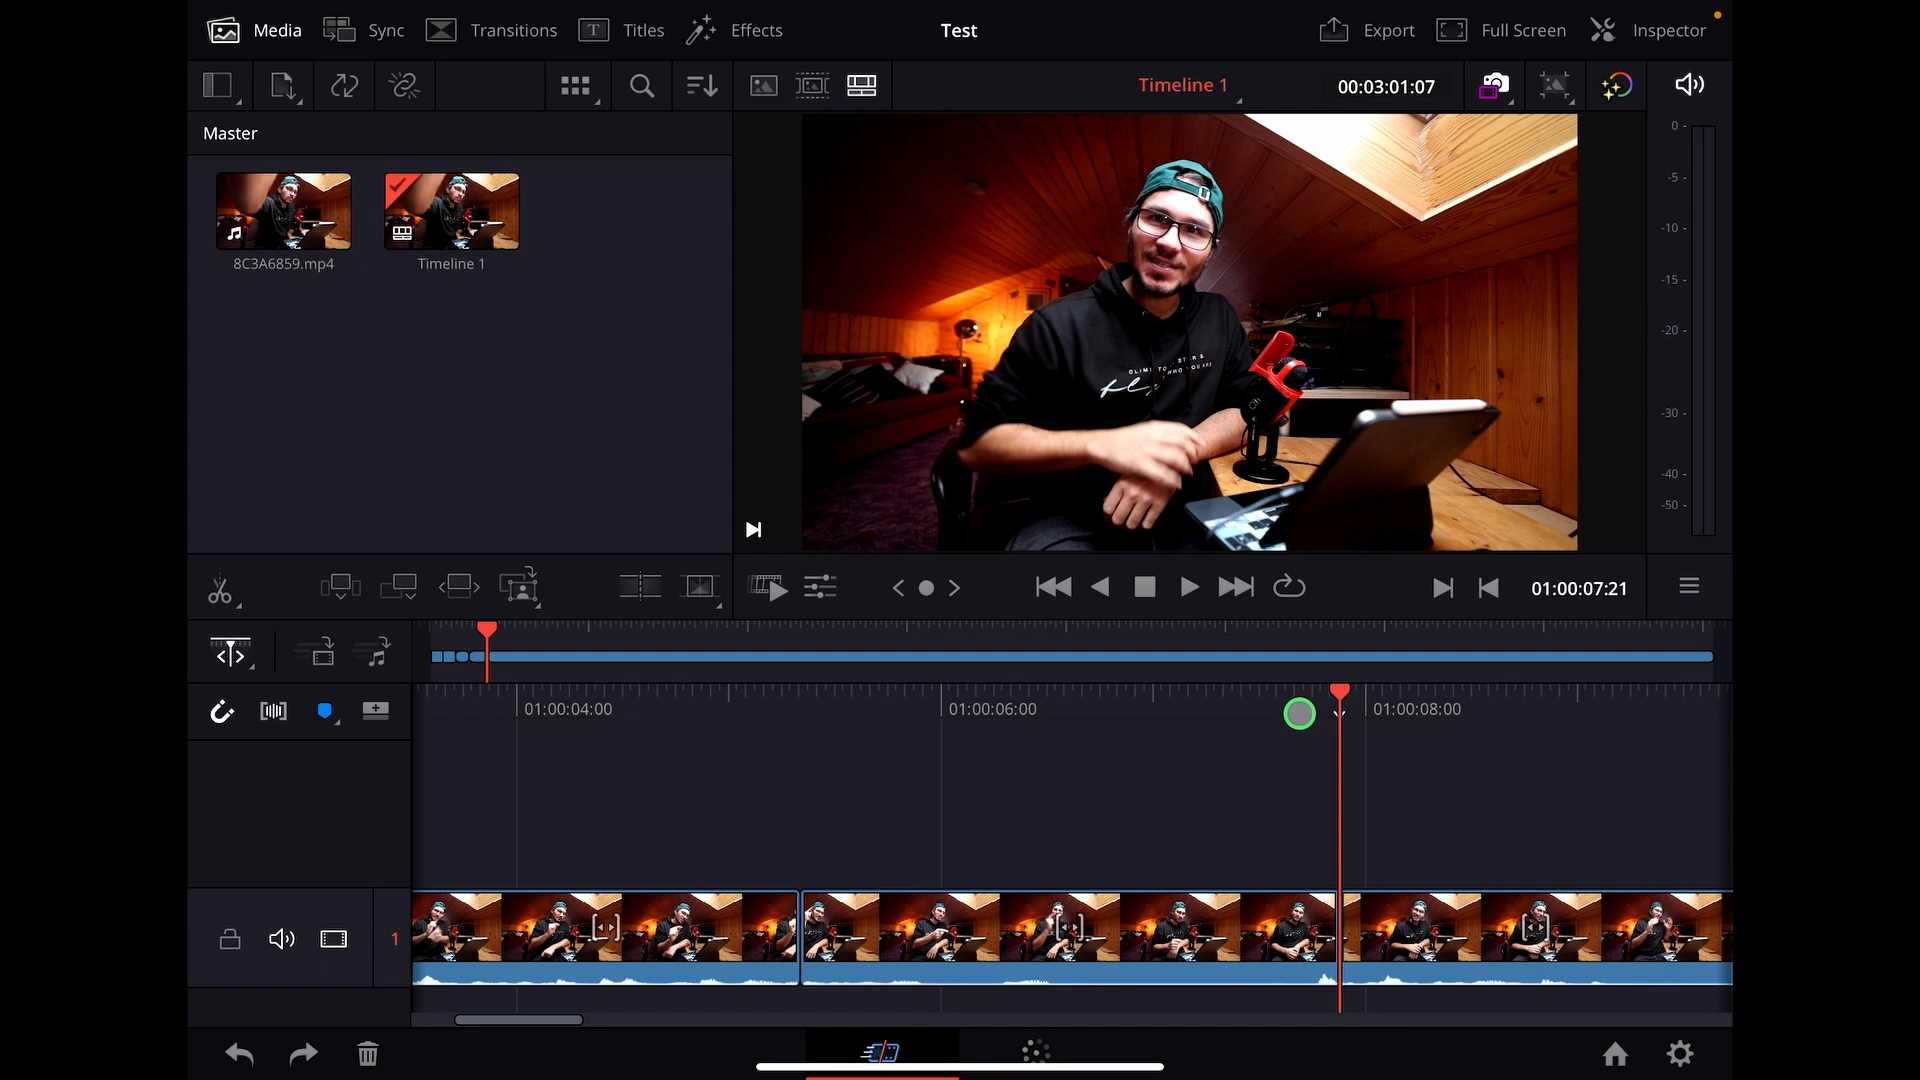 Media
Sync
Transitions
T
Titles
Effects
Test
Export
Full Screen
Inspector
Timeline 1
00:03:01:07
Master
0 -
-5 -
-10 -
-15 -
-20 -
-30 -
-40 -
-50 -
8C3A6859.mp4
Timeline 1
01:00:07:21
01:00:04:00
01:00:06:00
01:00:08:00
1